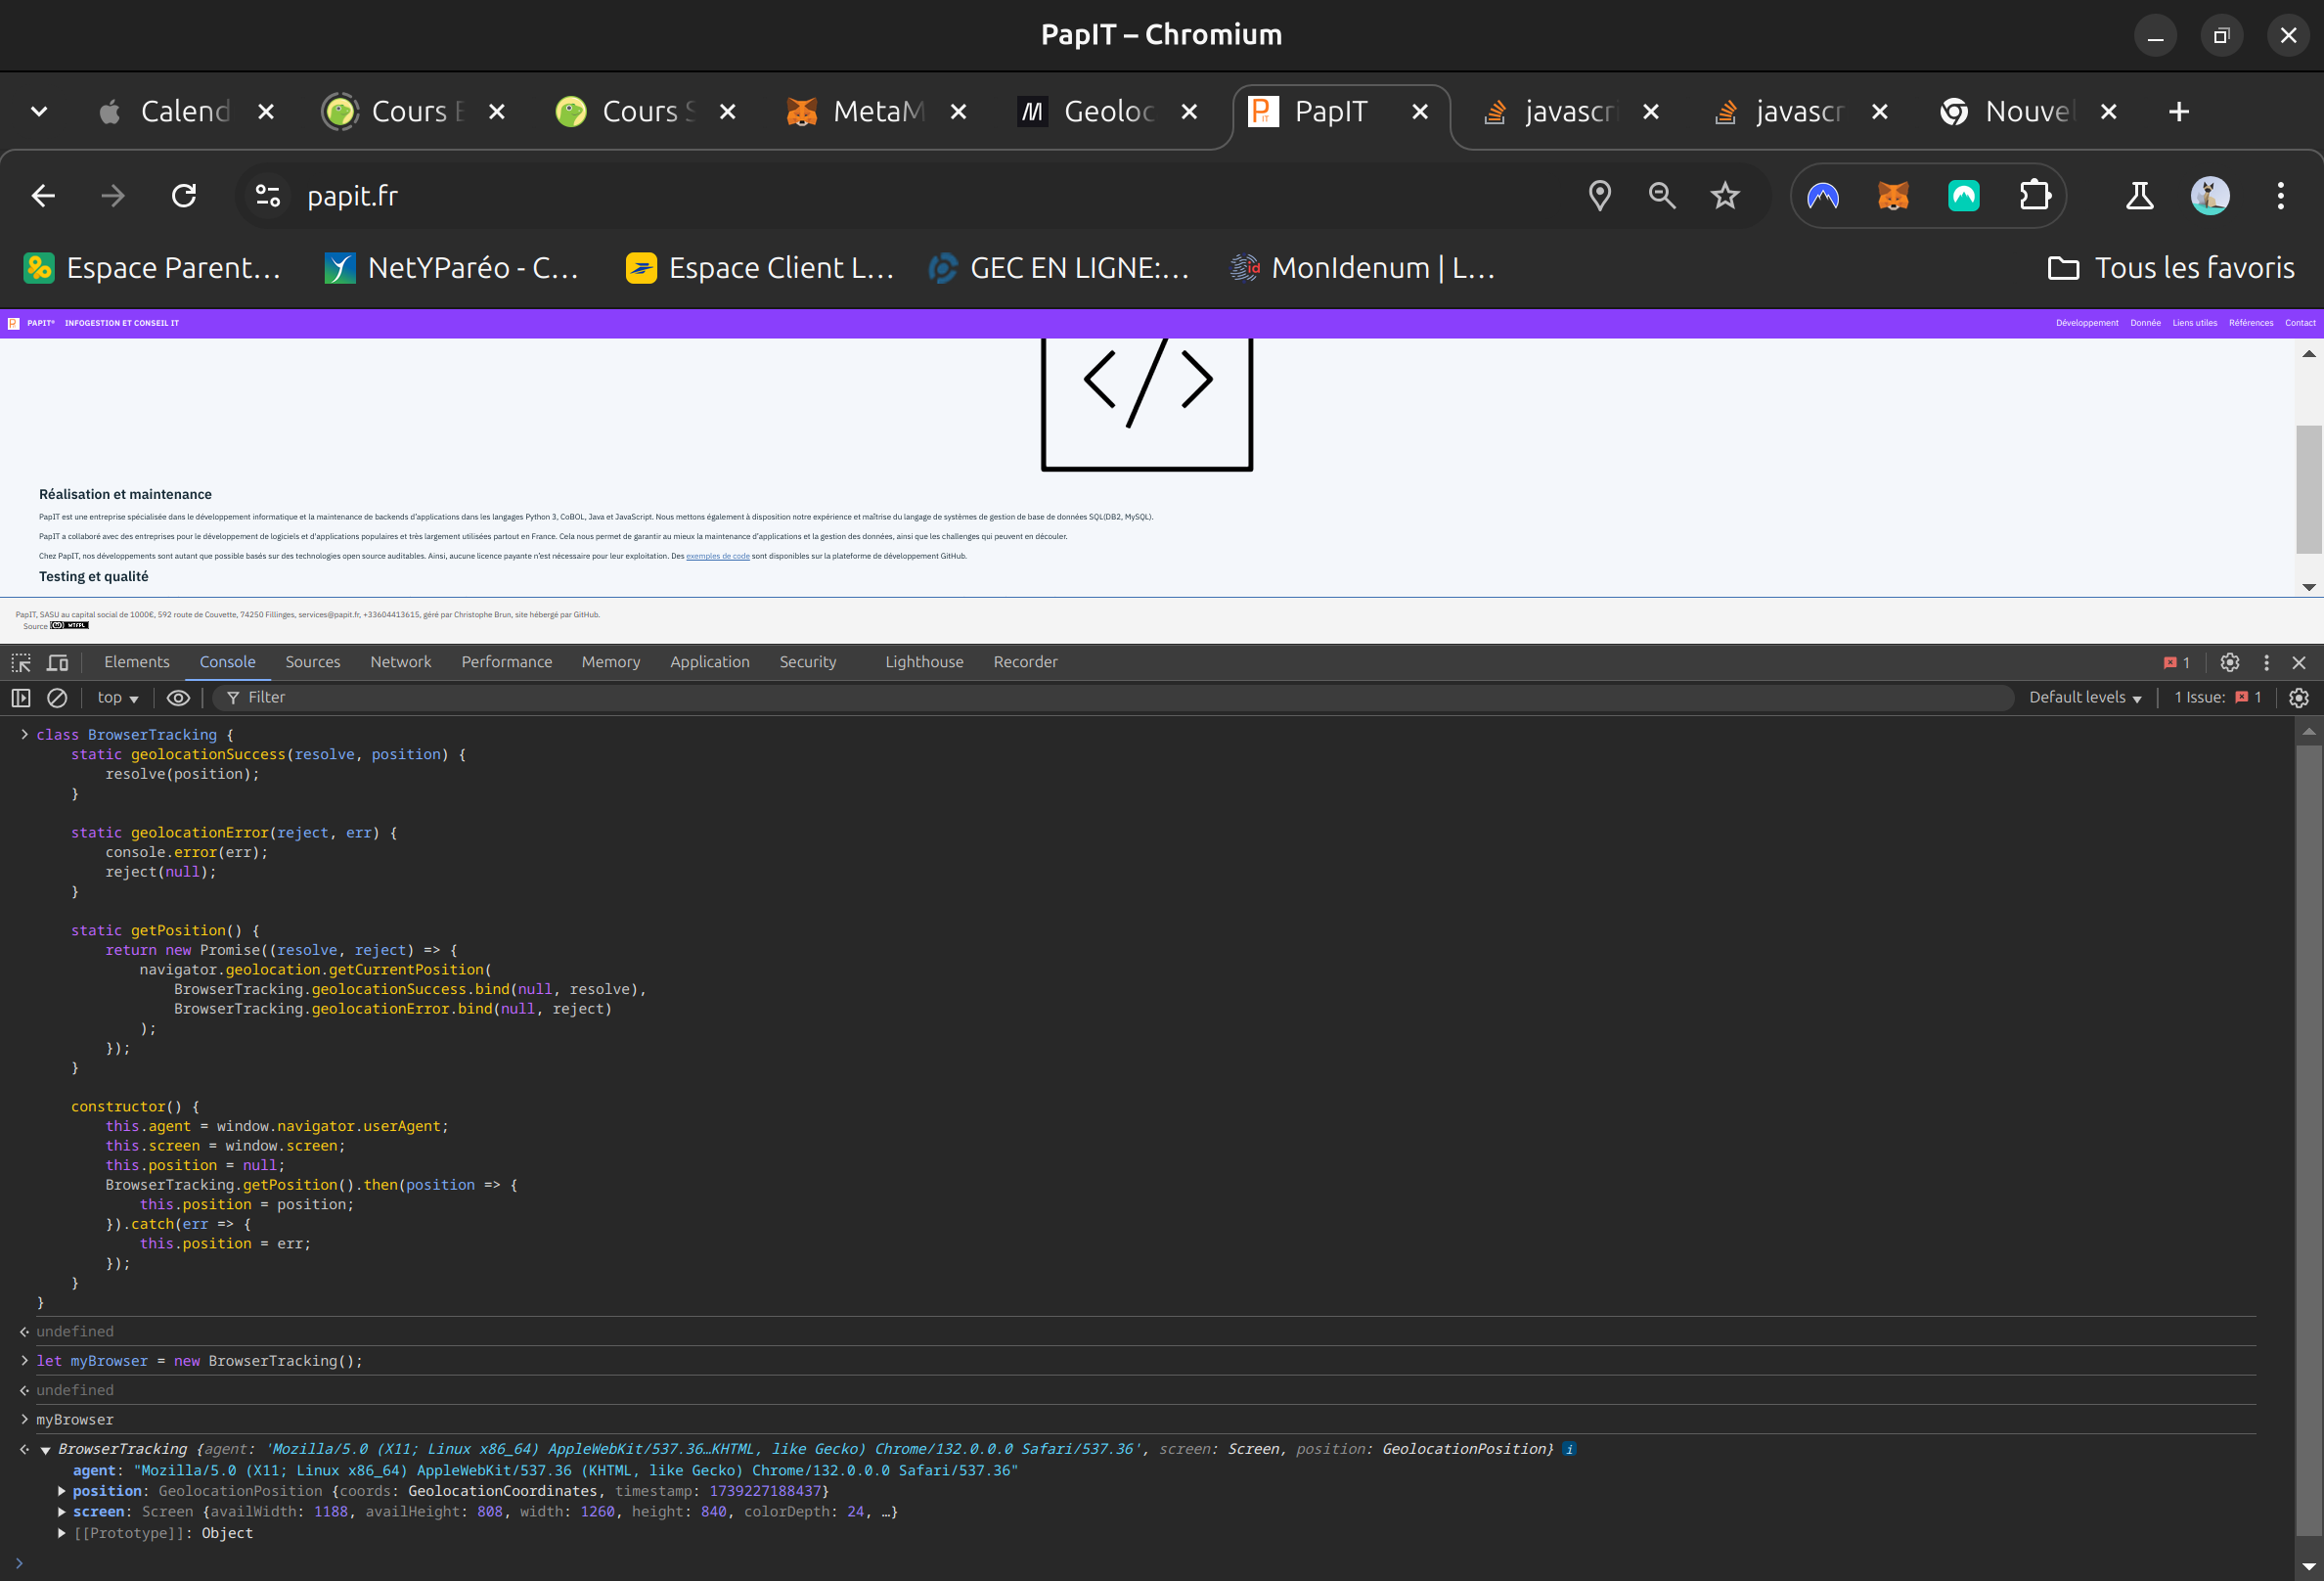 PapIT – Chromium
Calend
Cours E
Cours S
MetaM
Geoloc
PapIT
javascri
javascr
Nouvel
papit.fr
Espace Parent...
NetYParéo - C...
Espace Client L...
GEC EN LIGNE:...
MonIdenum | L...
Tous les favoris
PAPIT® INFOGESTION ET CONSEIL IT
Développement Donnée Liens utiles Références Contact
</>
Réalisation et maintenance
PapIT est une entreprise spécialisée dans le développement informatique et la maintenance de backends d'applications dans les langages Python 3, CoBOL, Java et JavaScript. Nous mettons également à disposition notre expérience et maîtrise du langage de systèmes de gestion de base de données SQL(DB2, MySQL).
PapIT a collaboré avec des entreprises pour le développement de logiciels et d'applications populaires et très largement utilisées partout en France. Cela nous permet de garantir au mieux la maintenance d'applications et la gestion des données, ainsi que les challenges qui peuvent en découler.
Chez PapIT, nos développements sont autant que possible basés sur des technologies open source auditables. Ainsi, aucune licence payante n'est nécessaire pour leur exploitation. Des exemples de code sont disponibles sur la plateforme de développement GitHub.
Testing et qualité
PapIT, SASU au capital social de 1000€, 592 route de Couvette, 74250 Fillinges, services@papit.fr, +33604413615, géré par Christophe Brun, site hébergé par GitHub.
Source WTFPL
Elements Console Sources Network Performance Memory Application Security Lighthouse Recorder 1
top Filter Default levels 1 Issue: 1
class BrowserTracking {
    static geolocationSuccess(resolve, position) {
        resolve(position);
    }
    static geolocationError(reject, err) {
        console.error(err);
        reject(null);
    }
    static getPosition() {
        return new Promise((resolve, reject) => {
            navigator.geolocation.getCurrentPosition(
                BrowserTracking.geolocationSuccess.bind(null, resolve),
                BrowserTracking.geolocationError.bind(null, reject)
            );
        });
    }
    constructor() {
        this.agent = window.navigator.userAgent;
        this.screen = window.screen;
        this.position = null;
        BrowserTracking.getPosition().then(position => {
            this.position = position;
        }).catch(err => {
            this.position = err;
        });
    }
}
undefined
let myBrowser = new BrowserTracking();
undefined
myBrowser
BrowserTracking {agent: 'Mozilla/5.0 (X11; Linux x86_64) AppleWebKit/537.36…KHTML, like Gecko) Chrome/132.0.0.0 Safari/537.36', screen: Screen, position: GeolocationPosition} i
agent: "Mozilla/5.0 (X11; Linux x86_64) AppleWebKit/537.36 (KHTML, like Gecko) Chrome/132.0.0.0 Safari/537.36"
position: GeolocationPosition {coords: GeolocationCoordinates, timestamp: 1739227188437}
screen: Screen {availWidth: 1188, availHeight: 808, width: 1260, height: 840, colorDepth: 24, …}
[[Prototype]]: Object